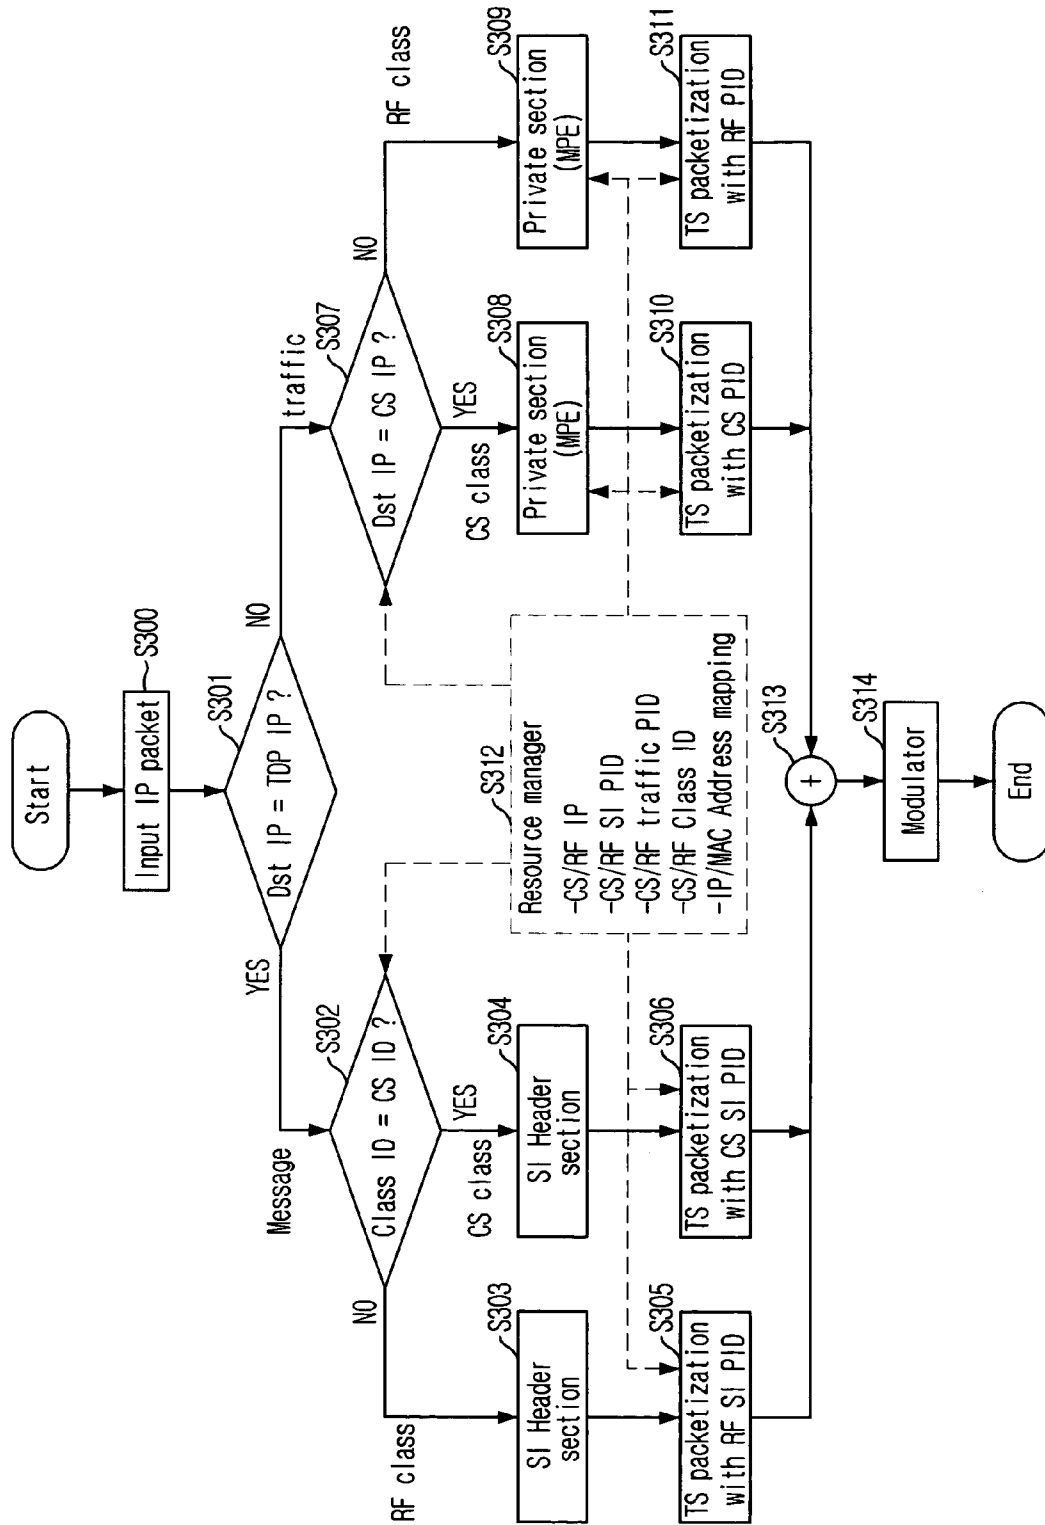 Start
S300
Input IP packet
S301
Dst IP = TDP IP ?
YES
NO
Message
traffic
S302
Class ID = CS ID ?
S307
Dst IP = CS IP ?
NO
YES
YES
NO
RF class
CS class
CS class
RF class
S303
SI Header
section
S304
SI Header
section
S312
Resource manager
-CS/RF IP
-CS/RF SI PID
-CS/RF traffic PID
-CS/RF Class ID
-IP/MAC Address mapping
S308
Private section
(MPE)
S309
Private section
(MPE)
S305
TS packetization
with RF SI PID
S306
TS packetization
with CS SI PID
S310
TS packetization
with CS PID
S311
TS packetization
with RF PID
S313
+
S314
Modulator
End